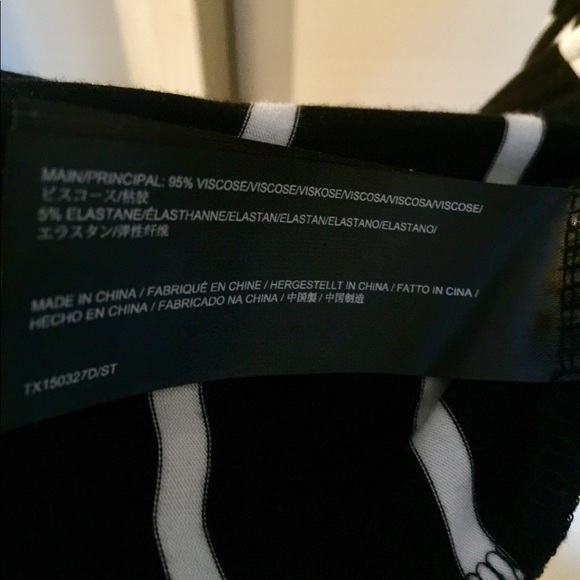 MAIN/PRINCIPAL: 95% VISCOSE/VISCOSE/VISKOSE/VISCOSA/VISCOSA/VISCOSE/
ビスコース/粘胶
5% ELASTANE/ÉLASTHANNE/ELASTAN/ELASTAN/ELASTANO/ELASTANO/
エラスタン/弹性纤维
MADE IN CHINA / FABRIQUÉ EN CHINE / HERGESTELLT IN CHINA / FATTO IN CINA /
HECHO EN CHINA / FABRICADO NA CHINA / 中国製 / 中国制造
TX150327D/ST